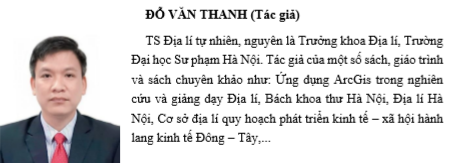 ĐỖ VĂN THANH (Tác giả)
TS Địa lí tự nhiên, nguyên là Trưởng khoa Địa lí, Trường
Đại học Sư phạm Hà Nội. Tác giả của một số sách, giáo trình
và sách chuyên khảo như: Ứng dụng ArcGis trong nghiên
cứu và giảng dạy Địa lí, Bách khoa thư Hà Nội, Địa lí Hà
Nội, Cơ sở địa lí quy hoạch phát triển kinh tế – xã hội hành
lang kinh tế Đông – Tây,...